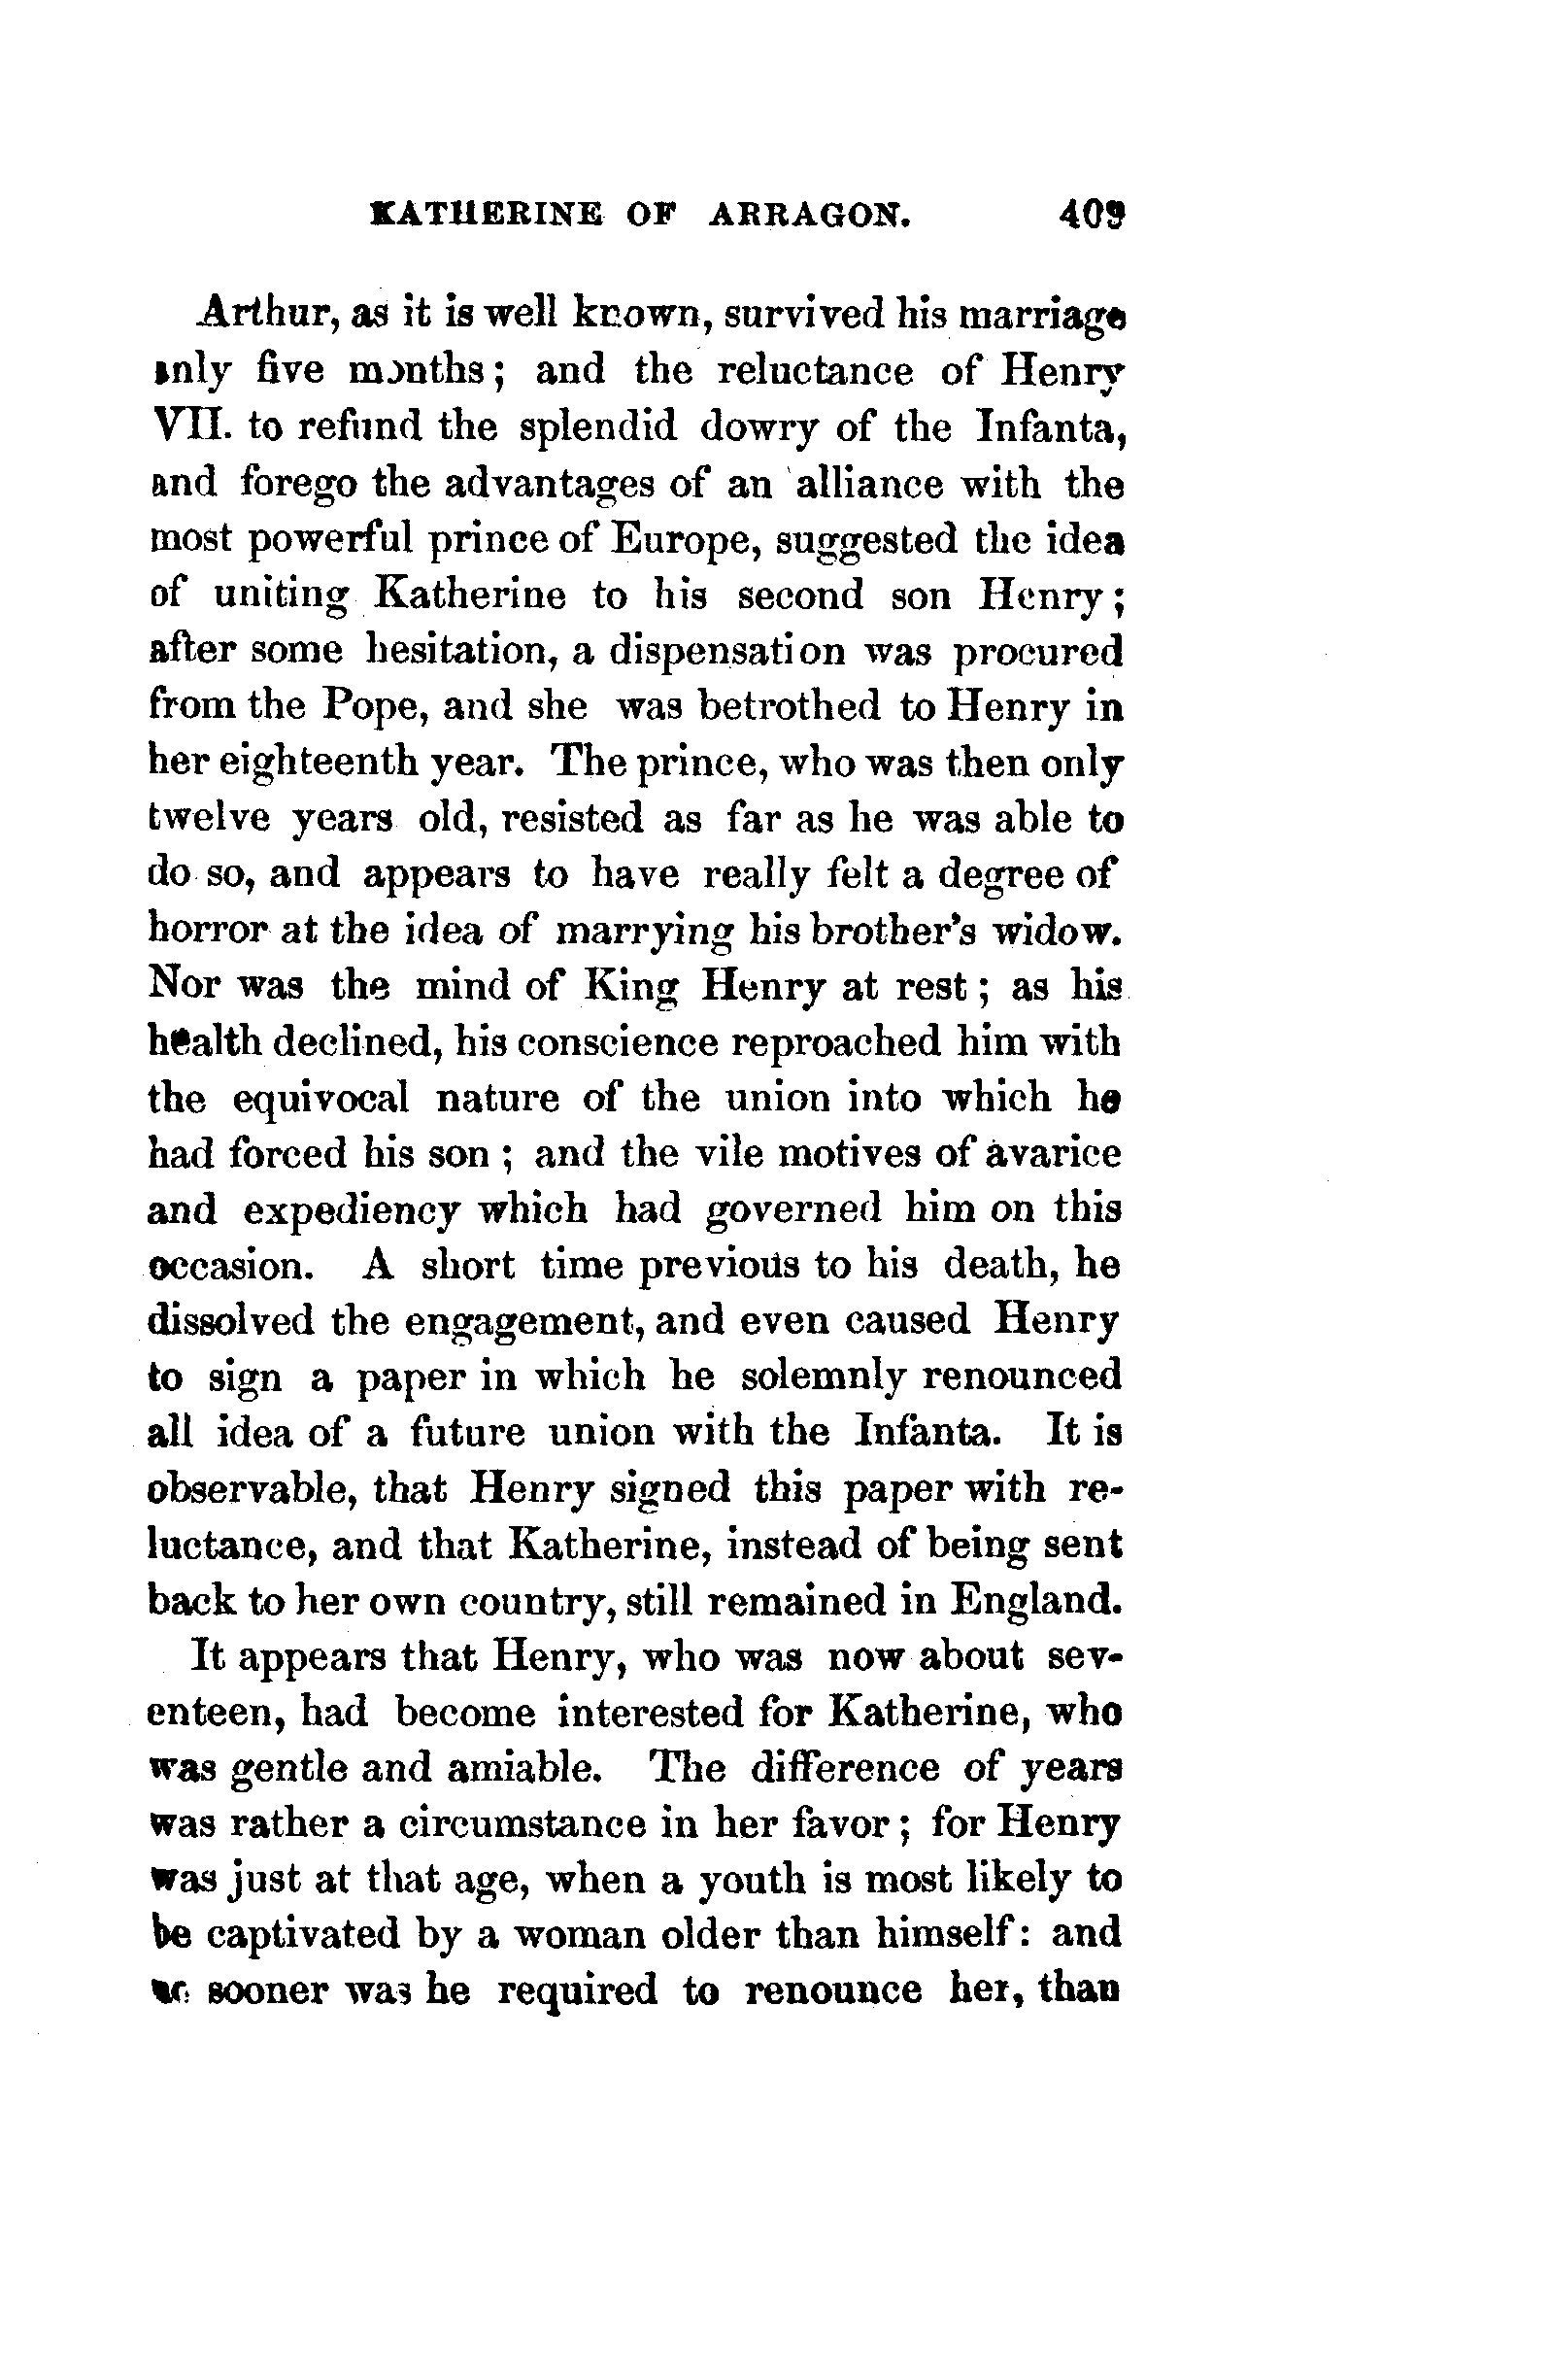 KATHERINE OF ARRAGON. 409
Arthur, as it is well known, survived his marriage
only five months; and the reluctance of Henry
VII. to refund the splendid dowry of the Infanta,
and forego the advantages of an alliance with the
most powerful prince of Europe, suggested the idea
of uniting Katherine to his second son Henry;
after some hesitation, a dispensation was procured
from the Pope, and she was betrothed to Henry in
her eighteenth year. The prince, who was then only
twelve years old, resisted as far as he was able to
do so, and appears to have really felt a degree of
horror at the idea of marrying his brother's widow.
Nor was the mind of King Henry at rest; as his
health declined, his conscience reproached him with
the equivocal nature of the union into which he
had forced his son; and the vile motives of avarice
and expediency which had governed him on this
occasion. A short time previous to his death, he
dissolved the engagement, and even caused Henry
to sign a paper in which he solemnly renounced
all idea of a future union with the Infanta. It is
observable, that Henry signed this paper with re-
luctance, and that Katherine, instead of being sent
back to her own country, still remained in England.
It appears that Henry, who was now about sev-
enteen, had become interested for Katherine, who
was gentle and amiable. The difference of years
was rather a circumstance in her favor; for Henry
was just at that age, when a youth is most likely to
be captivated by a woman older than himself: and
no sooner was he required to renounce her, than